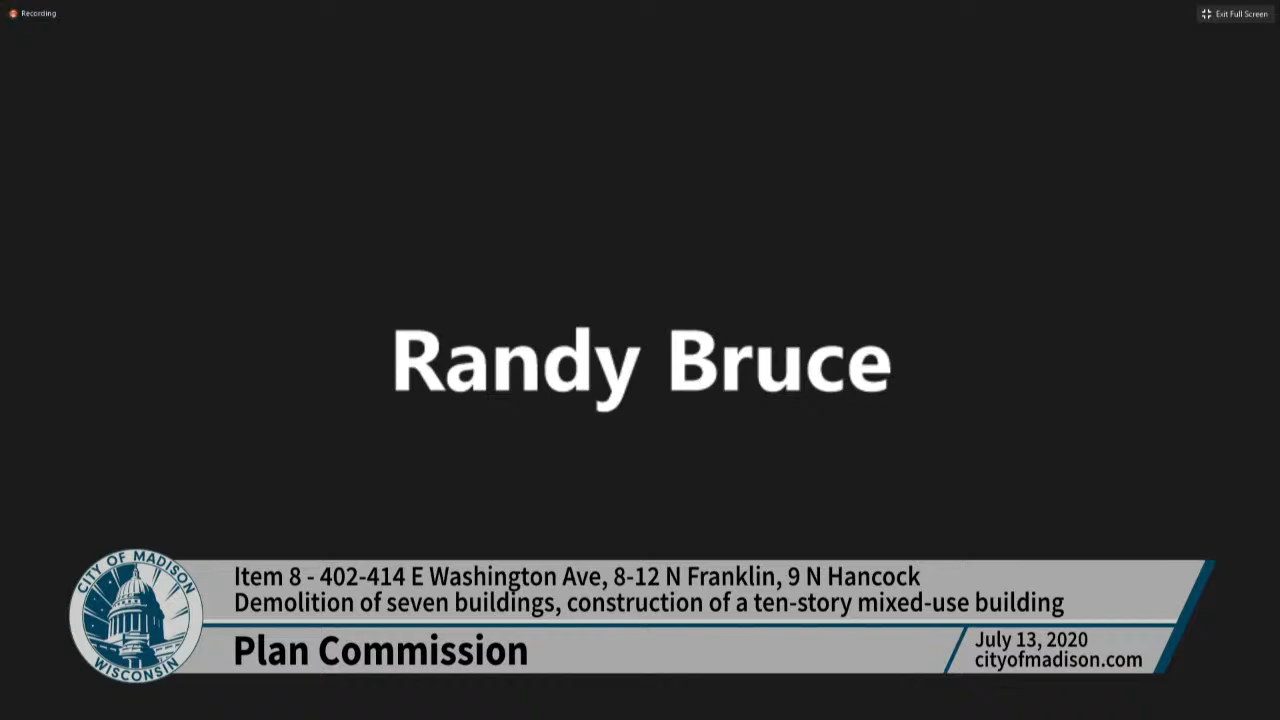 Recording
Exit Full Screen
Randy Bruce
CITY OF MADISON
WISCONSIN
Item 8 - 402-414 E Washington Ave, 8-12 N Franklin, 9 N Hancock
Demolition of seven buildings, construction of a ten-story mixed-use building
Plan Commission
July 13, 2020
cityofmadison.com